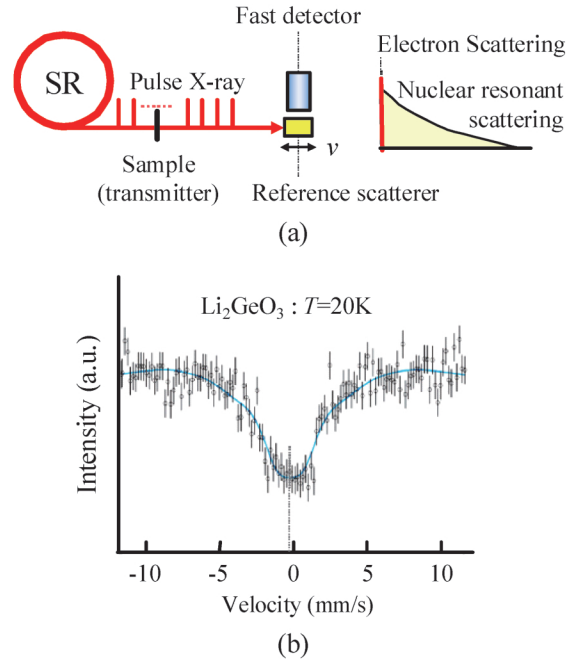 Fast detector
Electron Scattering
SR
Pulse X-ray
Nuclear resonant
scattering
v
Sample
(transmitter)
Reference scatterer
(a)
Li₂GeO₃ : T=20K
Intensity (a.u.)
-10 -5 0 5 10
Velocity (mm/s)
(b)